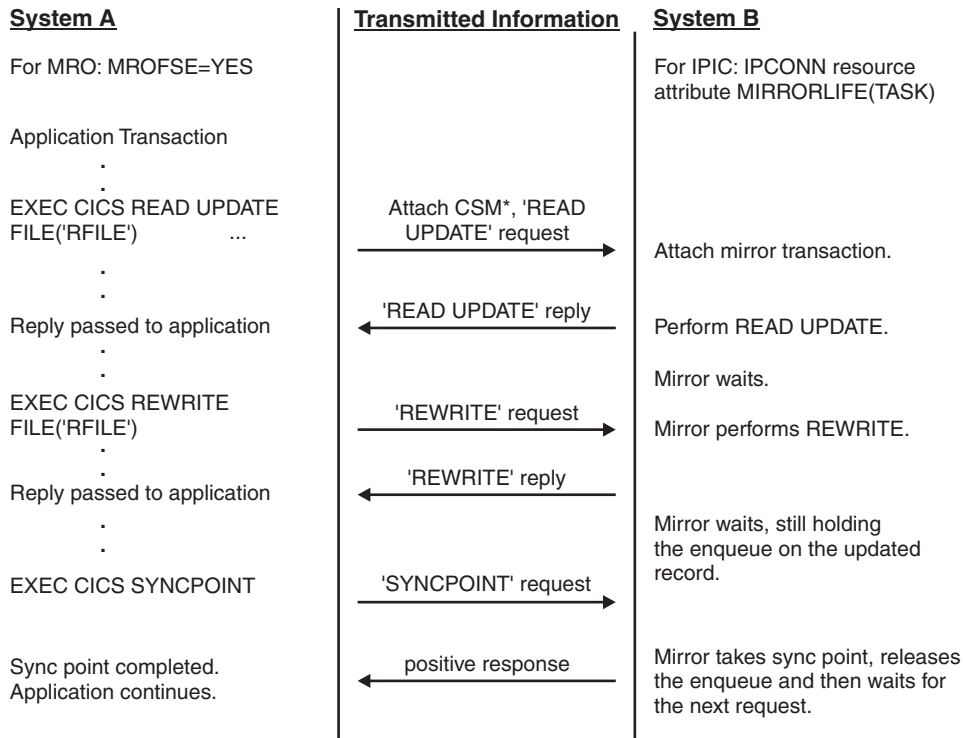 System A
Transmitted Information
System B
For MRO: MROFSE=YES
For IPIC: IPCONN resource
attribute MIRRORLIFE(TASK)
Application Transaction
.
.
EXEC CICS READ UPDATE
FILE('RFILE') ...
Attach CSM*, 'READ
UPDATE' request
Attach mirror transaction.
.
.
'READ UPDATE' reply
Reply passed to application
Perform READ UPDATE.
.
.
Mirror waits.
EXEC CICS REWRITE
FILE('RFILE')
'REWRITE' request
Mirror performs REWRITE.
.
.
'REWRITE' reply
Reply passed to application
.
.
Mirror waits, still holding
the enqueue on the updated
record.
EXEC CICS SYNCPOINT
'SYNCPOINT' request
Sync point completed.
Application continues.
positive response
Mirror takes sync point, releases
the enqueue and then waits for
the next request.